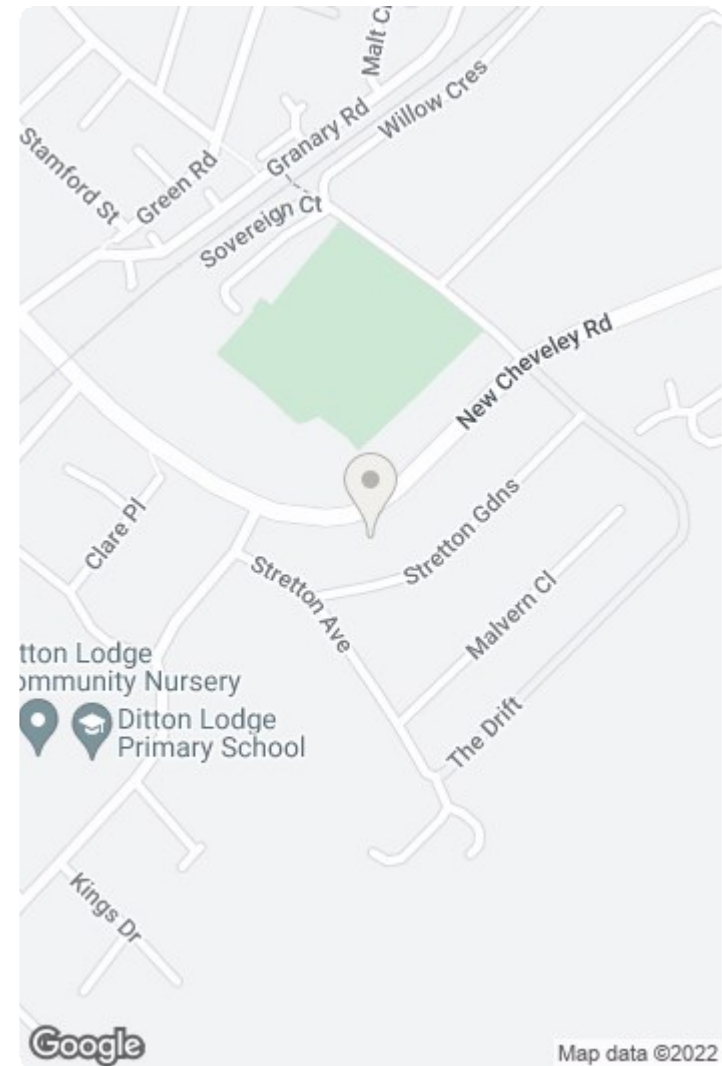 Malt C
Willow Cres
Granary Rd
Stamford St
Green Rd
Sovereign Ct
New Cheveley Rd
Clare Pl
Stretton Gdns
Stretton Ave
Malvern Cl
tton Lodge
ommunity Nursery
Ditton Lodge
Primary School
The Drift
Kings Dr
Google
Map data ©2022